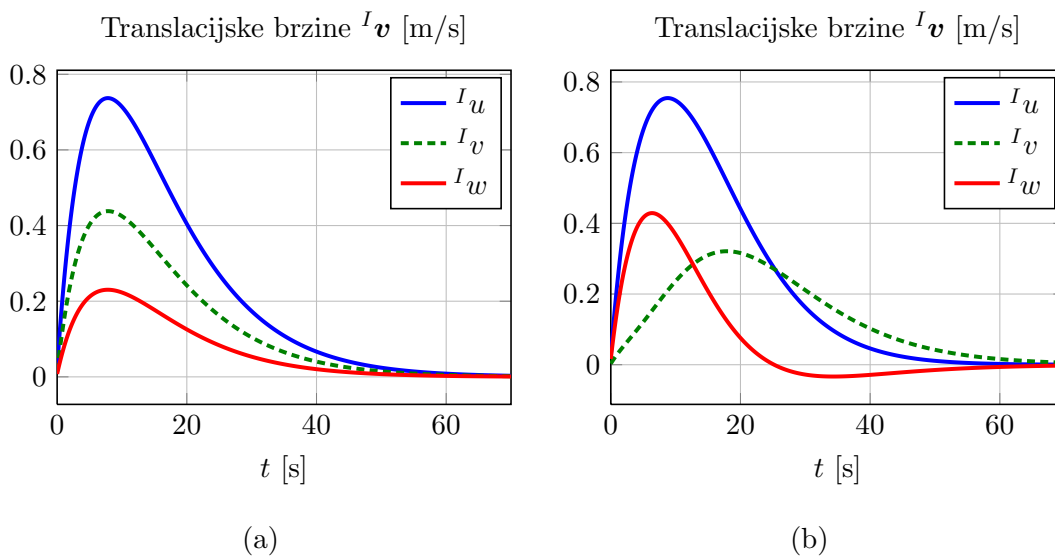 Translacijske brzine ᴵv [m/s]
0.8
0.6
0.4
0.2
0
0 20 40 60
ᴵu
ᴵv
ᴵw
t [s]
(a)
Translacijske brzine ᴵv [m/s]
0.8
0.6
0.4
0.2
0
0 20 40 60
ᴵu
ᴵv
ᴵw
t [s]
(b)